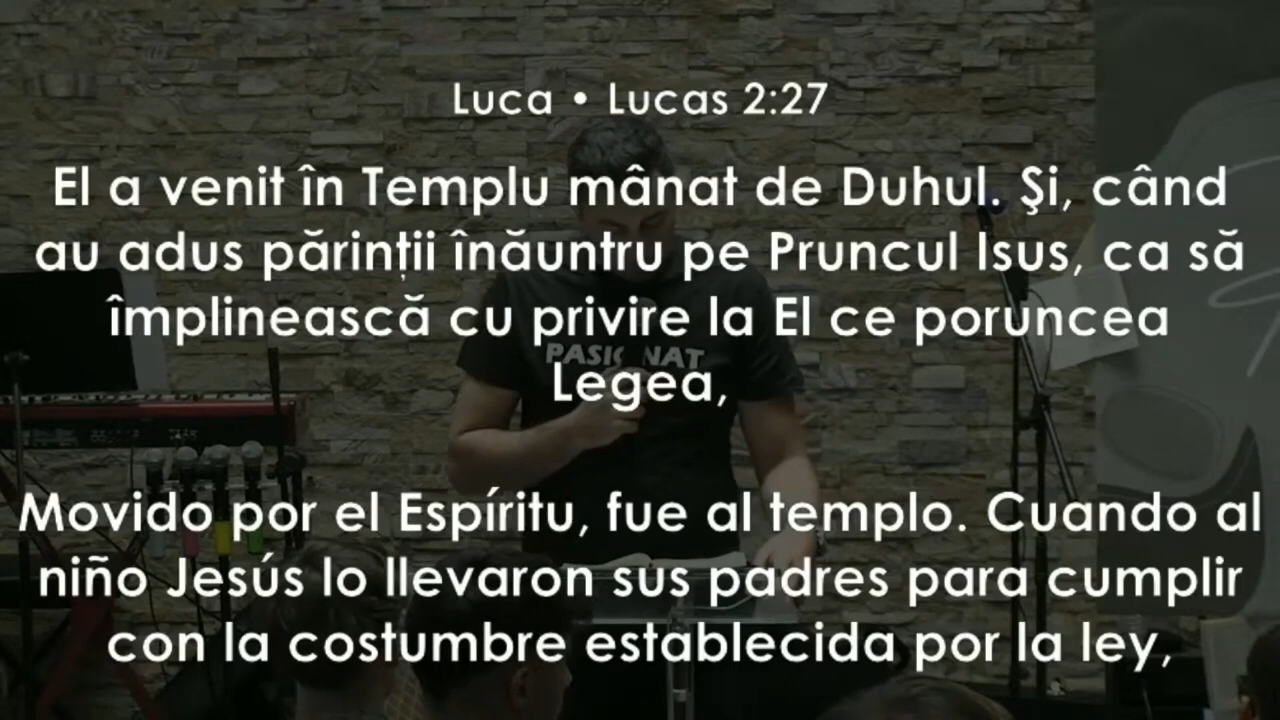 Luca • Lucas 2:27
El a venit în Templu mânat de Duhul. Şi, când
au adus părinții înăuntru pe Pruncul Isus, ca să
împlinească cu privire la El ce poruncea
PASIONAT
Legea,
Movido por el Espíritu, fue al templo. Cuando al
niño Jesús lo llevaron sus padres para cumplir
con la costumbre establecida por la ley,